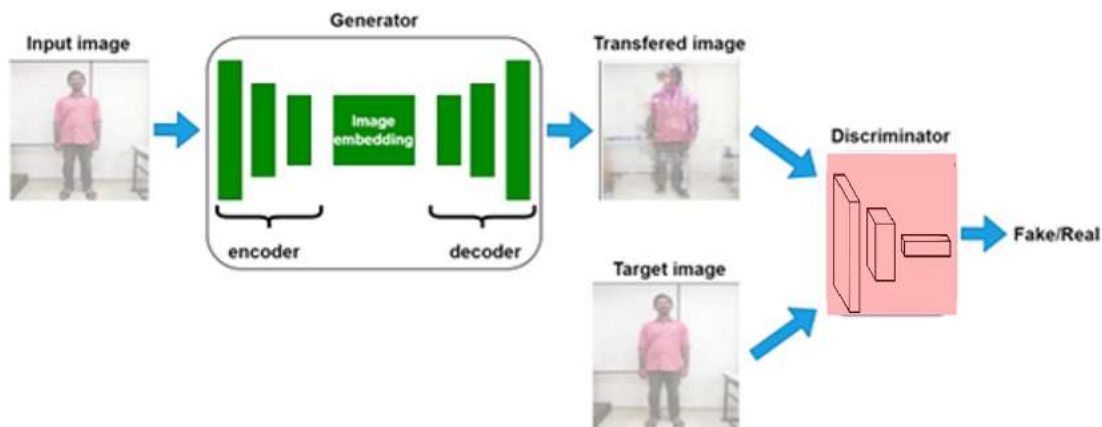 Generator
Input image
Transfered image
Image
embedding
Discriminator
encoder
decoder
Fake/Real
Target image